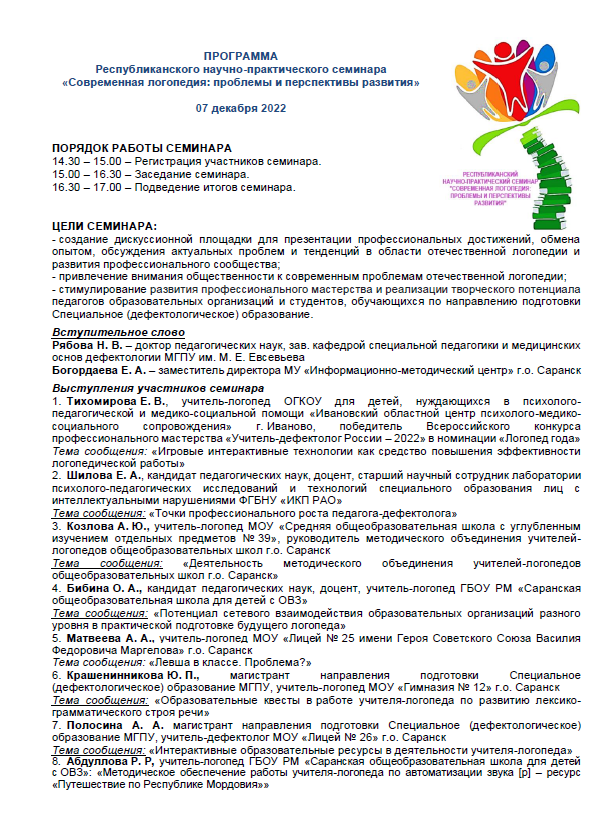 ПРОГРАММА
Республиканского научно-практического семинара
«Современная логопедия: проблемы и перспективы развития»
07 декабря 2022
РЕСПУБЛИКАНСКИЙ
НАУЧНО-ПРАКТИЧЕСКИЙ СЕМИНАР
"СОВРЕМЕННАЯ ЛОГОПЕДИЯ:
ПРОБЛЕМЫ И ПЕРСПЕКТИВЫ
РАЗВИТИЯ"
ПОРЯДОК РАБОТЫ СЕМИНАРА
14.30 – 15.00 – Регистрация участников семинара.
15.00 – 16.30 – Заседание семинара.
16.30 – 17.00 – Подведение итогов семинара.
ЦЕЛИ СЕМИНАРА:
- создание дискуссионной площадки для презентации профессиональных достижений, обмена
опытом, обсуждения актуальных проблем и тенденций в области отечественной логопедии и
развития профессионального сообщества;
- привлечение внимания общественности к современным проблемам отечественной логопедии;
- стимулирование развития профессионального мастерства и реализации творческого потенциала
педагогов образовательных организаций и студентов, обучающихся по направлению подготовки
Специальное (дефектологическое) образование.
Вступительное слово
Рябова Н. В. – доктор педагогических наук, зав. кафедрой специальной педагогики и медицинских
основ дефектологии МГПУ им. М. Е. Евсевьева
Богордаева Е. А. – заместитель директора МУ «Информационно-методический центр» г.о. Саранск
Выступления участников семинара
1. Тихомирова Е. В., учитель-логопед ОГКОУ для детей, нуждающихся в психолого-
педагогической и медико-социальной помощи «Ивановский областной центр психолого-медико-
социального сопровождения» г. Иваново, победитель Всероссийского конкурса
профессионального мастерства «Учитель-дефектолог России – 2022» в номинации «Логопед года»
Тема сообщения: «Игровые интерактивные технологии как средство повышения эффективности
логопедической работы»
2. Шилова Е. А., кандидат педагогических наук, доцент, старший научный сотрудник лаборатории
психолого-педагогических исследований и технологий специального образования лиц с
интеллектуальными нарушениями ФГБНУ «ИКП РАО»
Тема сообщения: «Точки профессионального роста педагога-дефектолога»
3. Козлова А. Ю., учитель-логопед МОУ «Средняя общеобразовательная школа с углубленным
изучением отдельных предметов № 39», руководитель методического объединения учителей-
логопедов общеобразовательных школ г.о. Саранск
Тема сообщения: «Деятельность методического объединения учителей-логопедов
общеобразовательных школ г.о. Саранск»
4. Бибина О. А., кандидат педагогических наук, доцент, учитель-логопед ГБОУ РМ «Саранская
общеобразовательная школа для детей с ОВЗ»
Тема сообщения: «Потенциал сетевого взаимодействия образовательных организаций разного
уровня в практической подготовке будущего логопеда»
5. Матвеева А. А., учитель-логопед МОУ «Лицей № 25 имени Героя Советского Союза Василия
Федоровича Маргелова» г.о. Саранск
Тема сообщения: «Левша в классе. Проблема?»
6. Крашенинникова Ю. П., магистрант направления подготовки Специальное
(дефектологическое) образование МГПУ, учитель-логопед МОУ «Гимназия № 12» г.о. Саранск
Тема сообщения: «Образовательные квесты в работе учителя-логопеда по развитию лексико-
грамматического строя речи»
7. Полосина А. А. магистрант направления подготовки Специальное (дефектологическое)
образование МГПУ, учитель-дефектолог МОУ «Лицей № 26» г.о. Саранск
Тема сообщения: «Интерактивные образовательные ресурсы в деятельности учителя-логопеда»
8. Абдуллова Р. Р, учитель-логопед ГБОУ РМ «Саранская общеобразовательная школа для детей
с ОВЗ»: «Методическое обеспечение работы учителя-логопеда по автоматизации звука [р] – ресурс
«Путешествие по Республике Мордовия»»